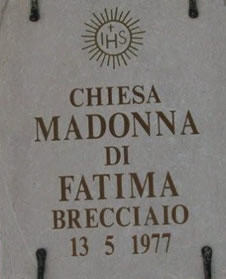 IHS
CHIESA
MADONNA
DI
FATIMA
BRECCIAIO
13 5 1977